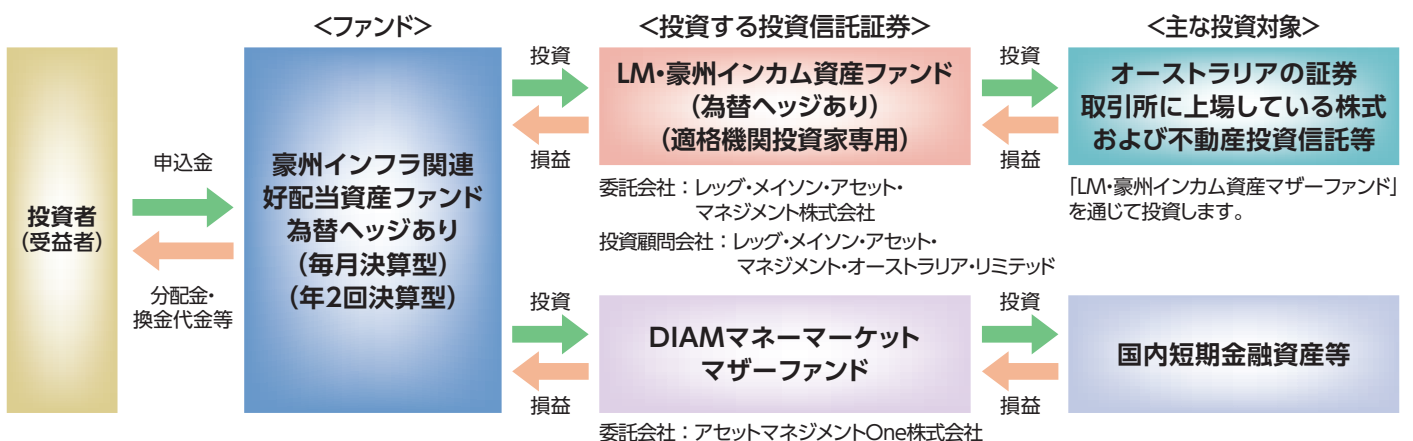 <ファンド>
<投資する投資信託証券>
<主な投資対象>
投資者
(受益者)
申込金
分配金・
換金代金等
豪州インフラ関連
好配当資産ファンド
為替ヘッジあり
(毎月決算型)
(年2回決算型)
投資
損益
LM・豪州インカム資産ファンド
(為替ヘッジあり)
(適格機関投資家専用)
投資
損益
オーストラリアの証券
取引所に上場している株式
および不動産投資信託等
委託会社:レッグ・メイソン・アセット・
マネジメント株式会社
投資顧問会社:レッグ・メイソン・アセット・
マネジメント・オーストラリア・リミテッド
「LM・豪州インカム資産マザーファンド」
を通じて投資します。
投資
損益
DIAMマネーマーケット
マザーファンド
投資
損益
国内短期金融資産等
委託会社:アセットマネジメントOne株式会社